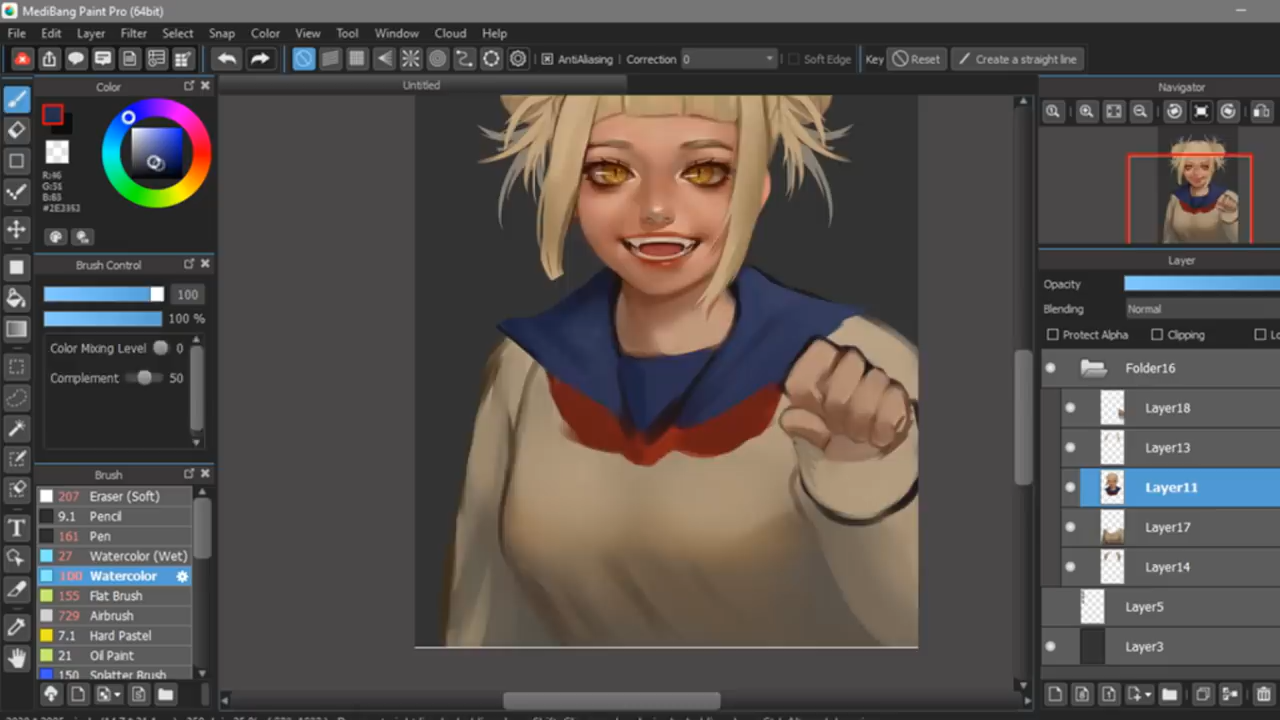 MediBang Paint Pro (64bit)
File Edit Layer Filter Select Snap Color View Tool Window Cloud Help
AntiAliasing Correction 0 Soft Edge Key Reset Create a straight line
Color
Untitled
Navigator
R:46
G:51
B:63
Brush Control
100
100 %
Color Mixing Level 0
Complement 50
Brush
207 Eraser (Soft)
9.1 Pencil
161 Pen
27 Watercolor (Wet)
100 Watercolor
155 Flat Brush
729 Airbrush
7.1 Hard Pastel
21 Oil Paint
150 Splatter Brush
Layer
Opacity
Blending Normal
Protect Alpha Clipping Lo
Folder16
Layer18
Layer13
Layer11
Layer17
Layer14
Layer5
Layer3